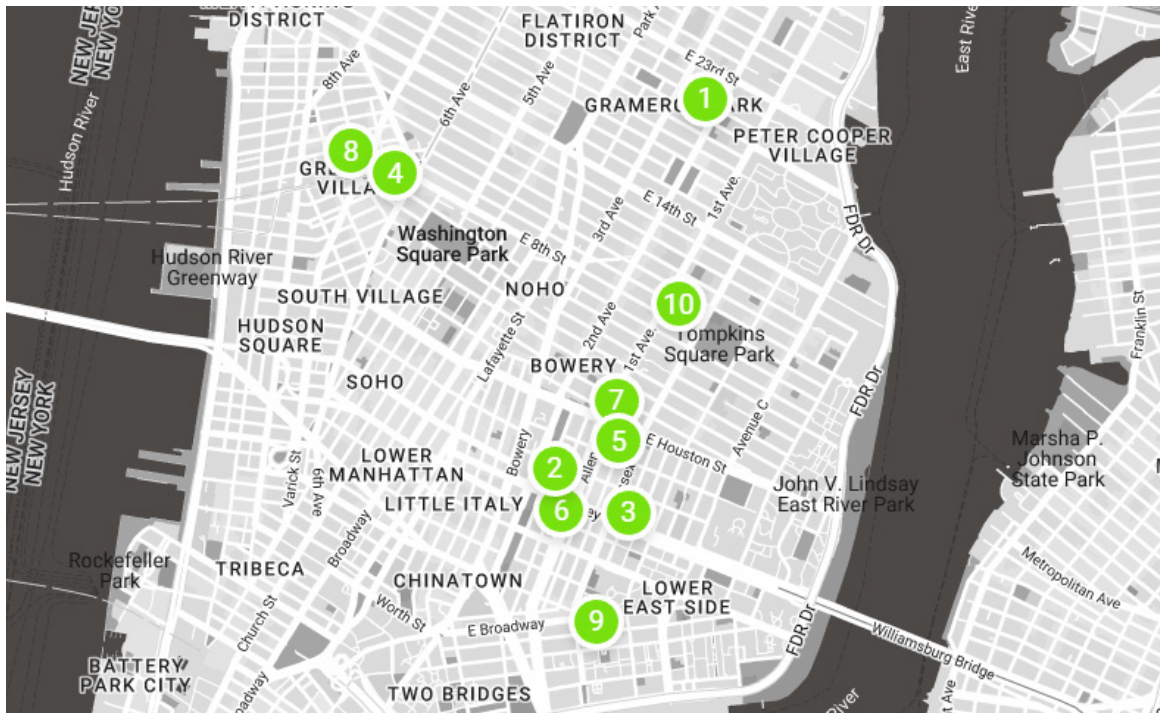 DISTRICT
FLATIRON
DISTRICT
NEW JERSEY
NEW YORK
8th Ave
6th Ave
5th Ave
E 23rd St
East River
Hudson River
1
PETER COOPER
VILLAGE
8
4
Washington
Square Park
E 8th St
3rd Ave
E 14th St
1st Ave.
FDR Dr
Hudson River
Greenway
SOUTH VILLAGE
NOHO
10
Tompkins
Square Park
HUDSON
SQUARE
Lafayette St
2nd Ave
1st Ave.
Franklin St
SOHO
BOWERY
7
FDR Dr
NEW JERSEY
NEW YORK
Bowery
5
E Houston St
Avenue C
LOWER
MANHATTAN
Varick St
6th Ave
2
Marsha P.
Johnson
State Park
John V. Lindsay
East River Park
LITTLE ITALY
6
3
Broadway
Rockefeller
Park
TRIBECA
CHINATOWN
Worth St
Church St
E Broadway
9
LOWER
EAST SIDE
FDR Dr
Metropolitan Ave
Williamsburg Bridge
BATTERY
PARK CITY
TWO BRIDGES